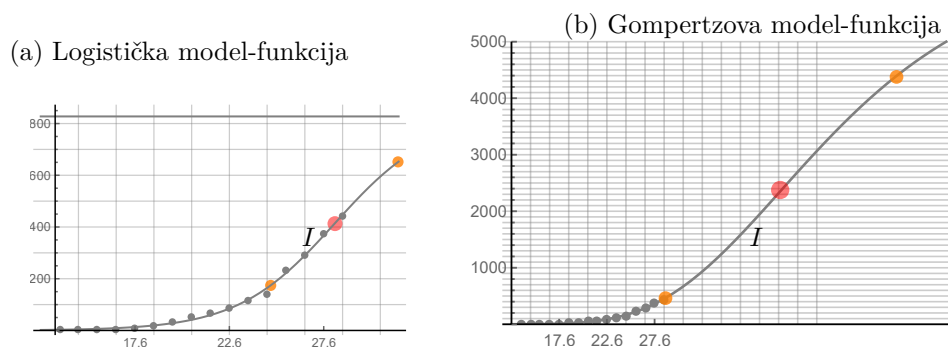 (a) Logistička model-funkcija
800
600
400
200
I
17.6 22.6 27.6
(b) Gompertzova model-funkcija
5000
4000
3000
2000
1000
I
17.6 22.6 27.6